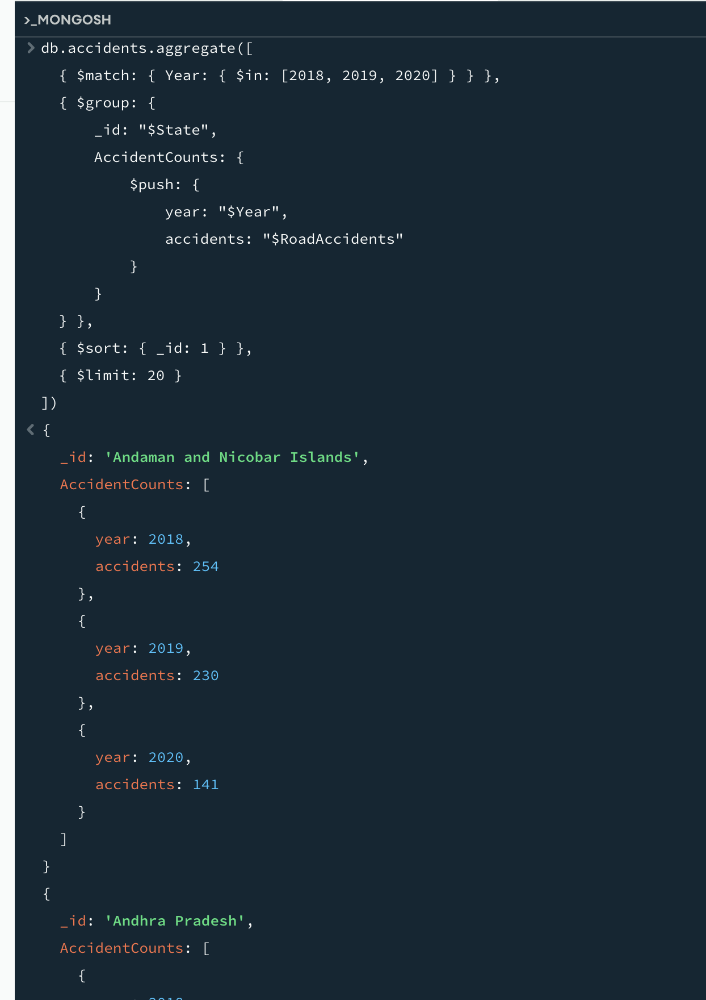 >_MONGOSH
> db.accidents.aggregate([
{ $match: { Year: { $in: [2018, 2019, 2020] } } },
{ $group: {
_id: "$State",
AccidentCounts: {
$push: {
year: "$Year",
accidents: "$RoadAccidents"
}
}
} },
{ $sort: { _id: 1 } },
{ $limit: 20 }
])
< {
_id: 'Andaman and Nicobar Islands',
AccidentCounts: [
{
year: 2018,
accidents: 254
},
{
year: 2019,
accidents: 230
},
{
year: 2020,
accidents: 141
}
]
}
{
_id: 'Andhra Pradesh',
AccidentCounts: [
{
2018